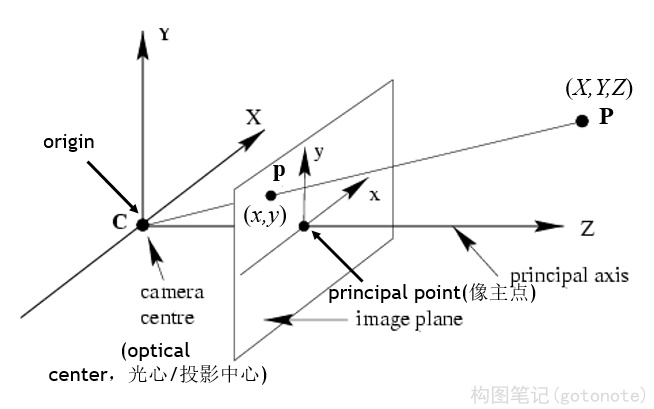 Y
(X,Y,Z)
P
X
origin
y
p
x
C
(x,y)
Z
principal axis
camera
centre
principal point(像主点)
image plane
(optical
center，光心/投影中心)
构图笔记(gotonote)